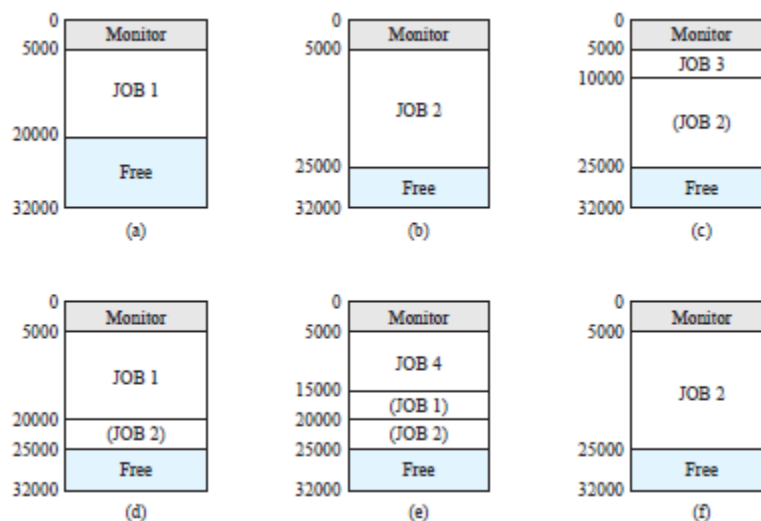 0
Monitor
5000
JOB 1
20000
Free
32000
(a)
0
Monitor
5000
JOB 2
25000
Free
32000
(b)
0
Monitor
5000
JOB 3
10000
(JOB 2)
25000
Free
32000
(c)
0
Monitor
5000
JOB 1
20000
(JOB 2)
25000
Free
32000
(d)
0
Monitor
5000
JOB 4
15000
(JOB 1)
20000
(JOB 2)
25000
Free
32000
(e)
0
Monitor
5000
JOB 2
25000
Free
32000
(f)